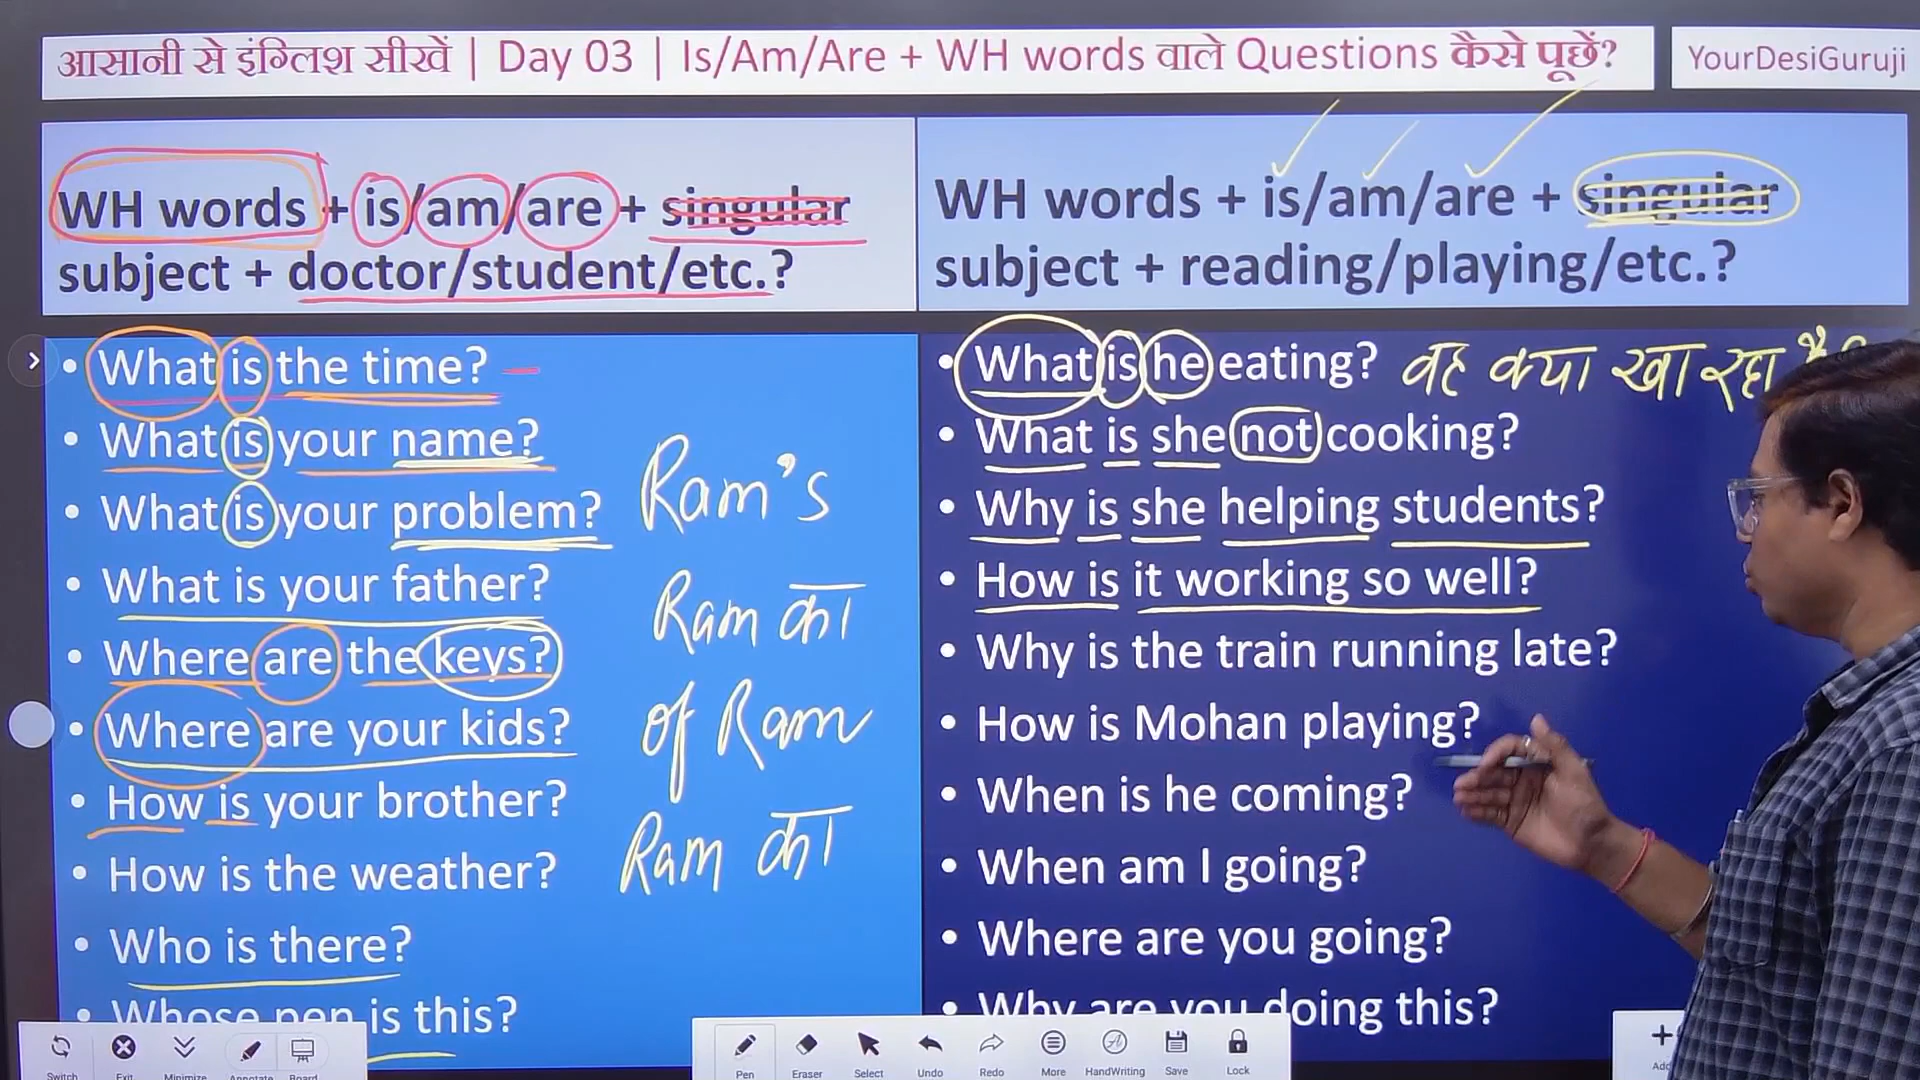 आसानी से इंग्लिश सीखें | Day 03 | Is/Am/Are + WH words वाले Questions कैसे पूछें?
YourDesiGuruji
WH words + is/am/are + singular
subject + doctor/student/etc.?
• What is the time?
• What is your name?
• What is your problem?
• What is your father?
• Where are the keys?
• Where are your kids?
• How is your brother?
• How is the weather?
• Who is there?
• Whose pen is this?
Ram's
Ram का
of Ram
Ram का
WH words + is/am/are + singular
subject + reading/playing/etc.?
• What is he eating? वह क्या खा रहा
• What is she not cooking?
• Why is she helping students?
• How is it working so well?
• Why is the train running late?
• How is Mohan playing?
• When is he coming?
• When am I going?
• Where are you going?
• Why are you doing this?
Switch Exit Minimize Annotate Board
Pen Eraser Select Undo Redo More HandWriting Save Lock